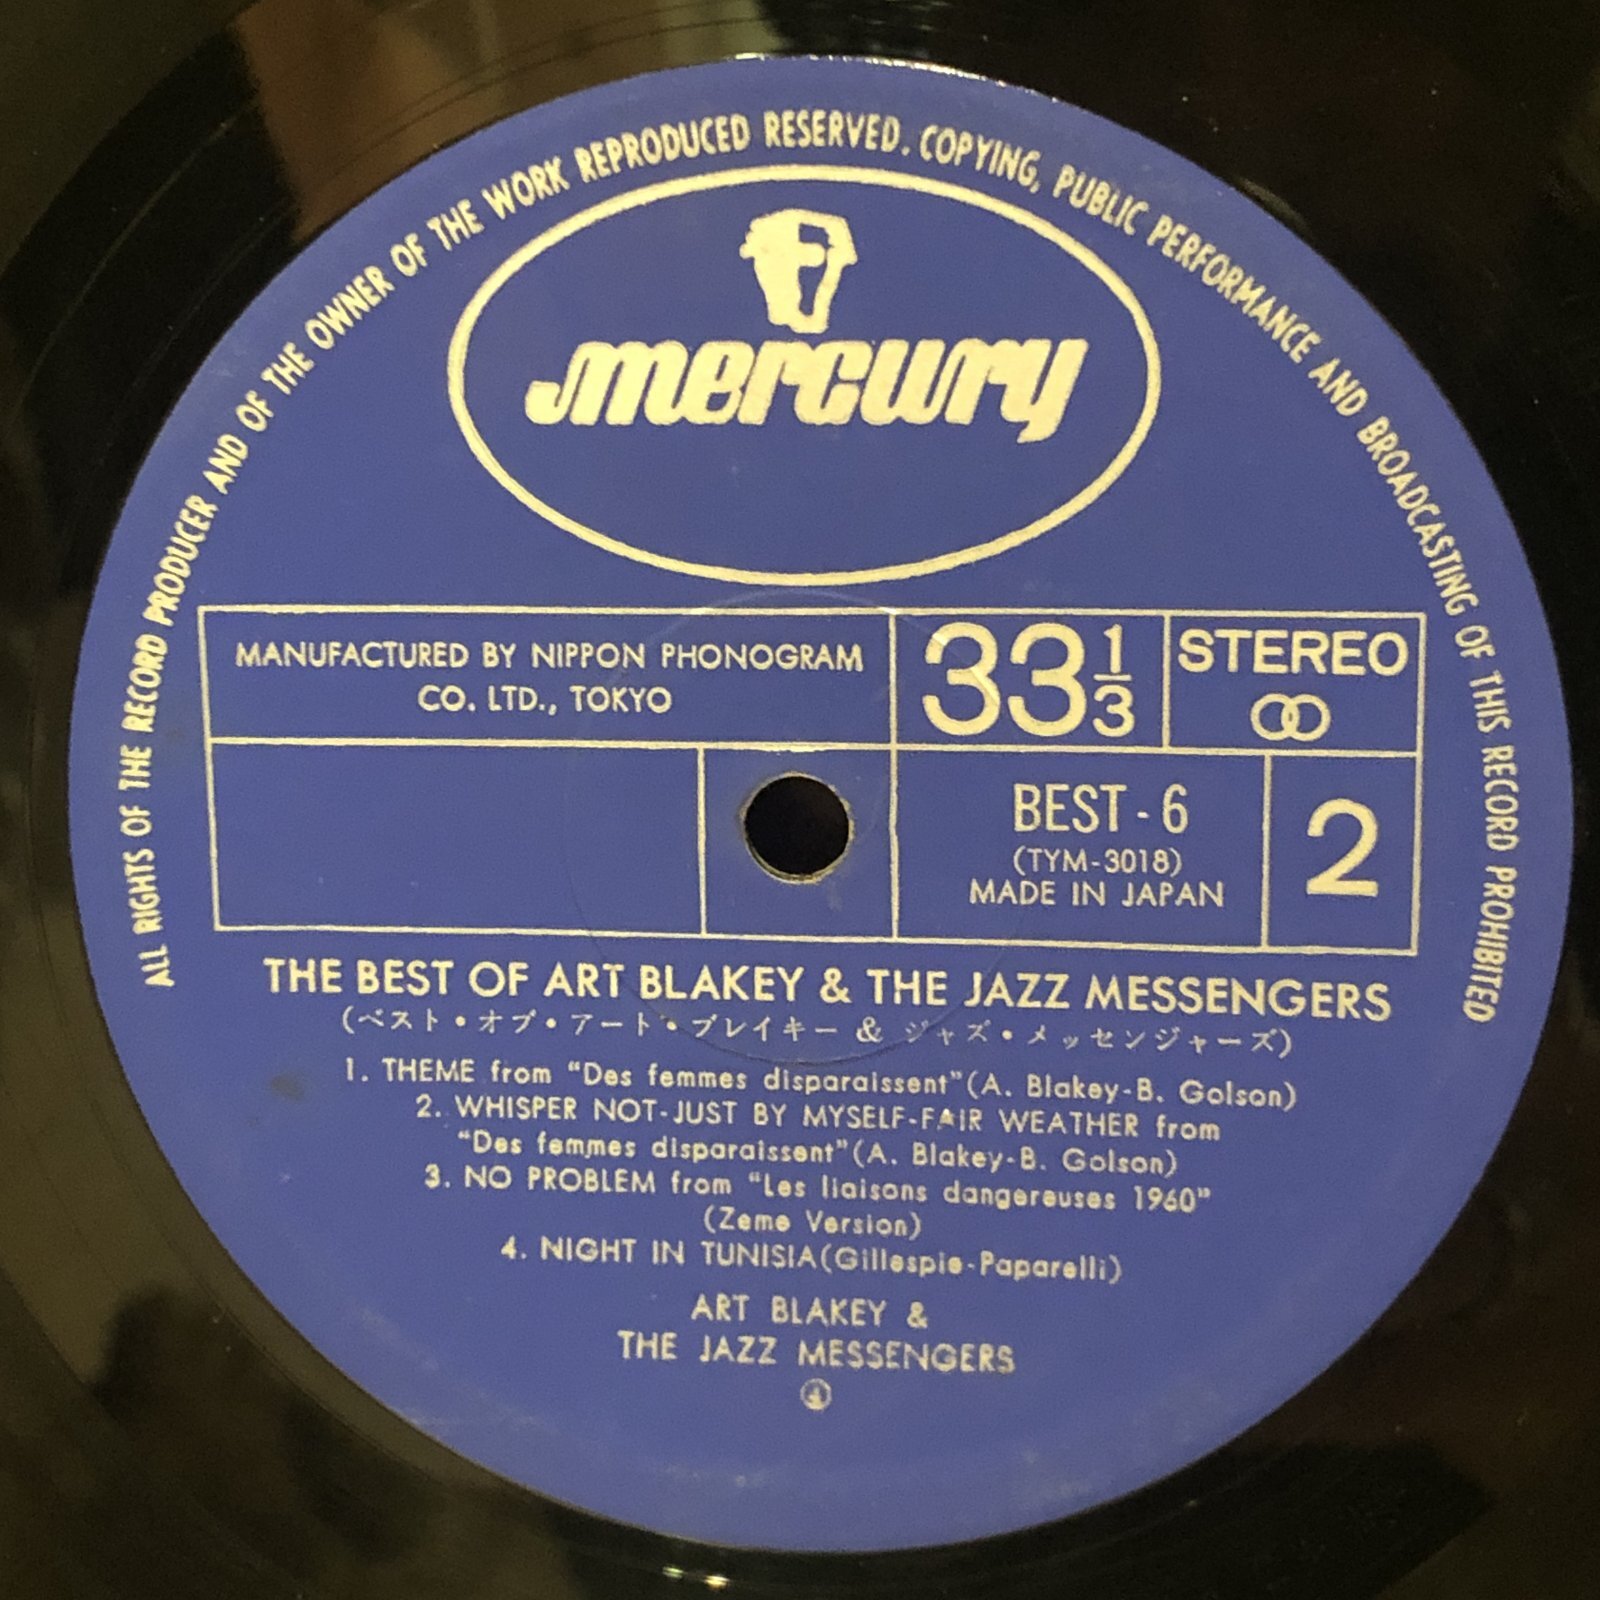 ALL RIGHTS OF THE RECORD PRODUCER AND OF THE OWNER OF THE WORK REPRODUCED RESERVED. COPYING, PUBLIC PERFORMANCE AND BROADCASTING OF THIS RECORD PROHIBITED
mercury
MANUFACTURED BY NIPPON PHONOGRAM
CO. LTD., TOKYO
33 1/3
STEREO
BEST-6
(TYM-3018)
MADE IN JAPAN
2
THE BEST OF ART BLAKEY & THE JAZZ MESSENGERS
(ベスト・オブ・アート・ブレイキー & ジャズ・メッセンジャーズ)
1. THEME from "Des femmes disparaissent"(A. Blakey-B. Golson)
2. WHISPER NOT-JUST BY MYSELF-FAIR WEATHER from
"Des femmes disparaissent"(A. Blakey-B. Golson)
3. NO PROBLEM from "Les liaisons dangereuses 1960"
(Zeme Version)
4. NIGHT IN TUNISIA(Gillespie-Paparelli)
ART BLAKEY &
THE JAZZ MESSENGERS
④